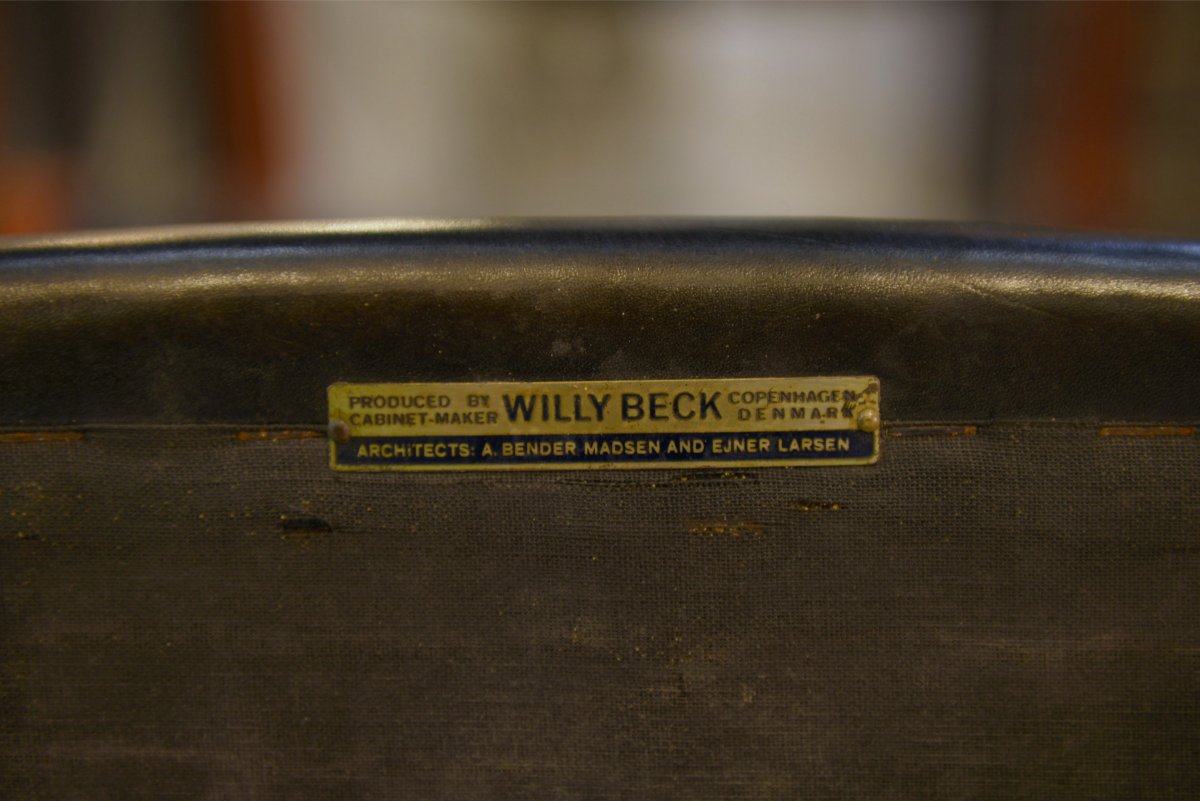 PRODUCED BY
CABINET-MAKER
WILLY BECK
COPENHAGEN
DENMARK
ARCHITECTS: A. BENDER MADSEN AND EJNER LARSEN